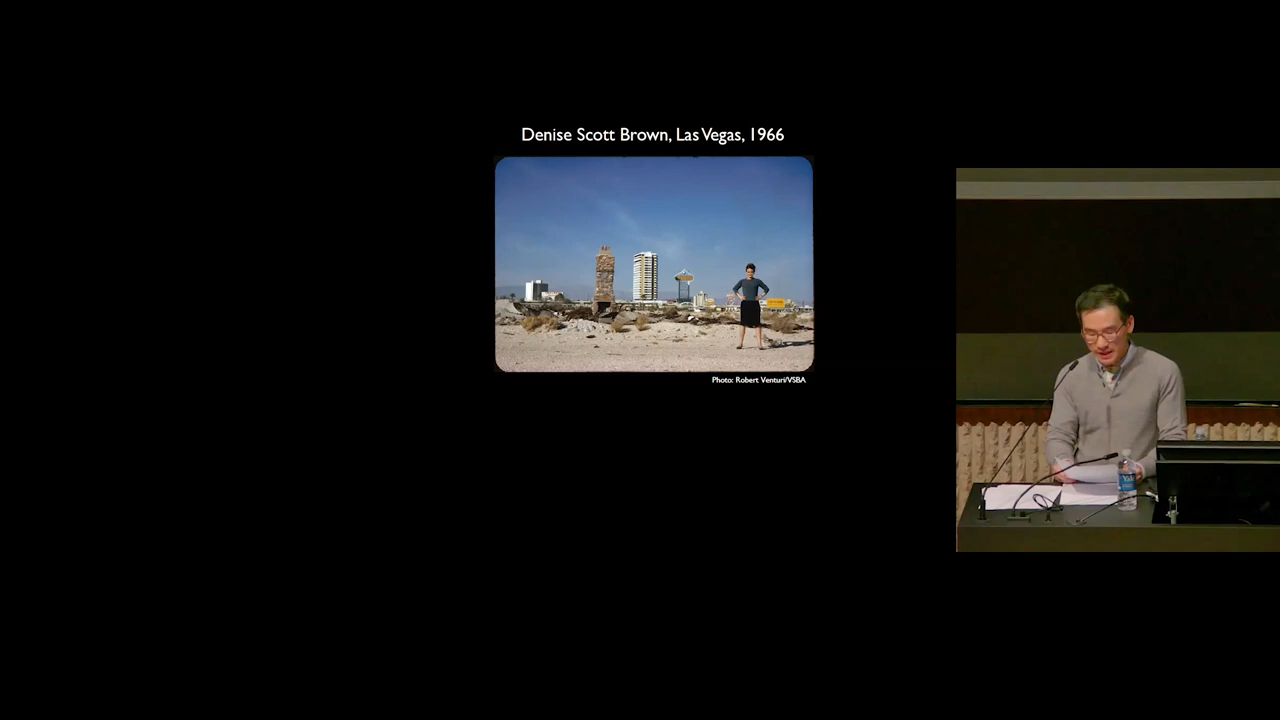 Denise Scott Brown, Las Vegas, 1966
Photo: Robert Venturi/VSBA